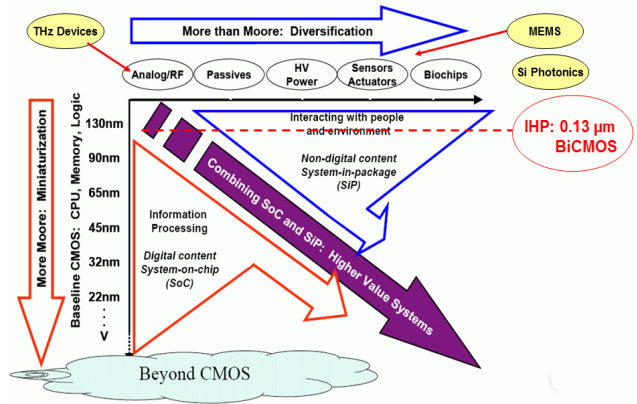 THz Devices
More than Moore: Diversification
MEMS
Analog/RF
Passives
HV
Power
Sensors
Actuators
Biochips
Si Photonics
More Moore: Miniaturization
Baseline CMOS: CPU, Memory, Logic
130nm
90nm
65nm
45nm
32nm
22nm
.
.
.
V
Interacting with people
and environment
Non-digital content
System-in-package
(SiP)
IHP: 0.13 µm
BiCMOS
Combining SoC and SiP: Higher Value Systems
Information
Processing
Digital content
System-on-chip
(SoC)
Beyond CMOS